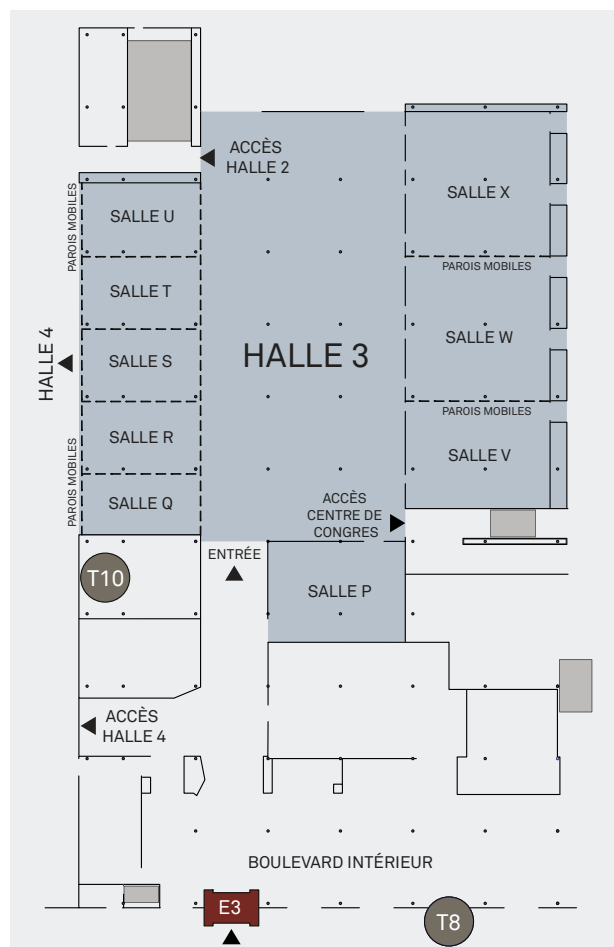 ACCÈS
HALLE 2
PAROIS MOBILES
SALLE U
SALLE X
PAROIS MOBILES
SALLE T
HALLE 4
SALLE S
HALLE 3
SALLE W
PAROIS MOBILES
PAROIS MOBILES
SALLE R
SALLE V
SALLE Q
ACCÈS
CENTRE DE
CONGRES
ENTRÉE
T10
SALLE P
ACCÈS
HALLE 4
BOULEVARD INTÉRIEUR
E3
T8